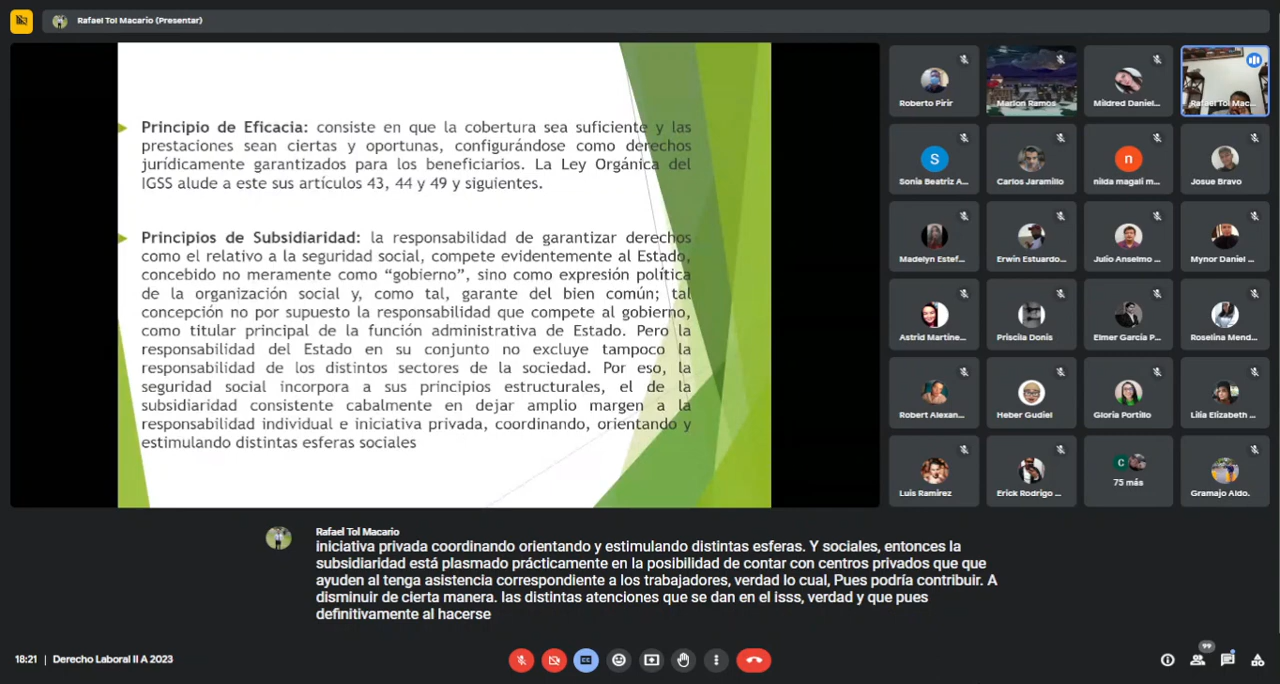 Rafael Tol Macario (Presentar)
Principio de Eficacia: consiste en que la cobertura sea suficiente y las
prestaciones sean ciertas y oportunas, configurándose como derechos
jurídicamente garantizados para los beneficiarios. La Ley Orgánica del
IGSS alude a este sus artículos 43, 44 y 49 y siguientes.
Principios de Subsidiaridad: la responsabilidad de garantizar derechos
como el relativo a la seguridad social, compete evidentemente al Estado,
concebido no meramente como “gobierno”, sino como expresión política
de la organización social y, como tal, garante del bien común; tal
concepción no por supuesto la responsabilidad que compete al gobierno,
como titular principal de la función administrativa de Estado. Pero la
responsabilidad del Estado en su conjunto no excluye tampoco la
responsabilidad de los distintos sectores de la sociedad. Por eso, la
seguridad social incorpora a sus principios estructurales, el de la
subsidiaridad consistente cabalmente en dejar amplio margen a la
responsabilidad individual e iniciativa privada, coordinando, orientando y
estimulando distintas esferas sociales
Roberto Pirir
Marlon Ramos
Mildred Daniel...
Rafael Tol Mac...
Sonia Beatriz A...
Carlos Jaramillo
nilda magali m...
Josue Bravo
Madelyn Estef...
Erwin Estuardo...
Julio Anselmo ...
Mynor Daniel ...
Astrid Martine...
Priscila Donis
Elmer Garcia P...
Roselina Mend...
Robert Alexan...
Heber Gudiel
Gloria Portillo
Lilia Elizabeth ...
Luis Ramirez
Erick Rodrigo ...
75 más
Gramajo Aldo.
S
n
C
Rafael Tol Macario
iniciativa privada coordinando orientando y estimulando distintas esferas. Y sociales, entonces la
subsidiaridad está plasmado prácticamente en la posibilidad de contar con centros privados que que
ayuden al tenga asistencia correspondiente a los trabajadores, verdad lo cual, Pues podría contribuir. A
disminuir de cierta manera. las distintas atenciones que se dan en el isss, verdad y que pues
definitivamente al hacerse
18:21 | Derecho Laboral II A 2023
CC
99